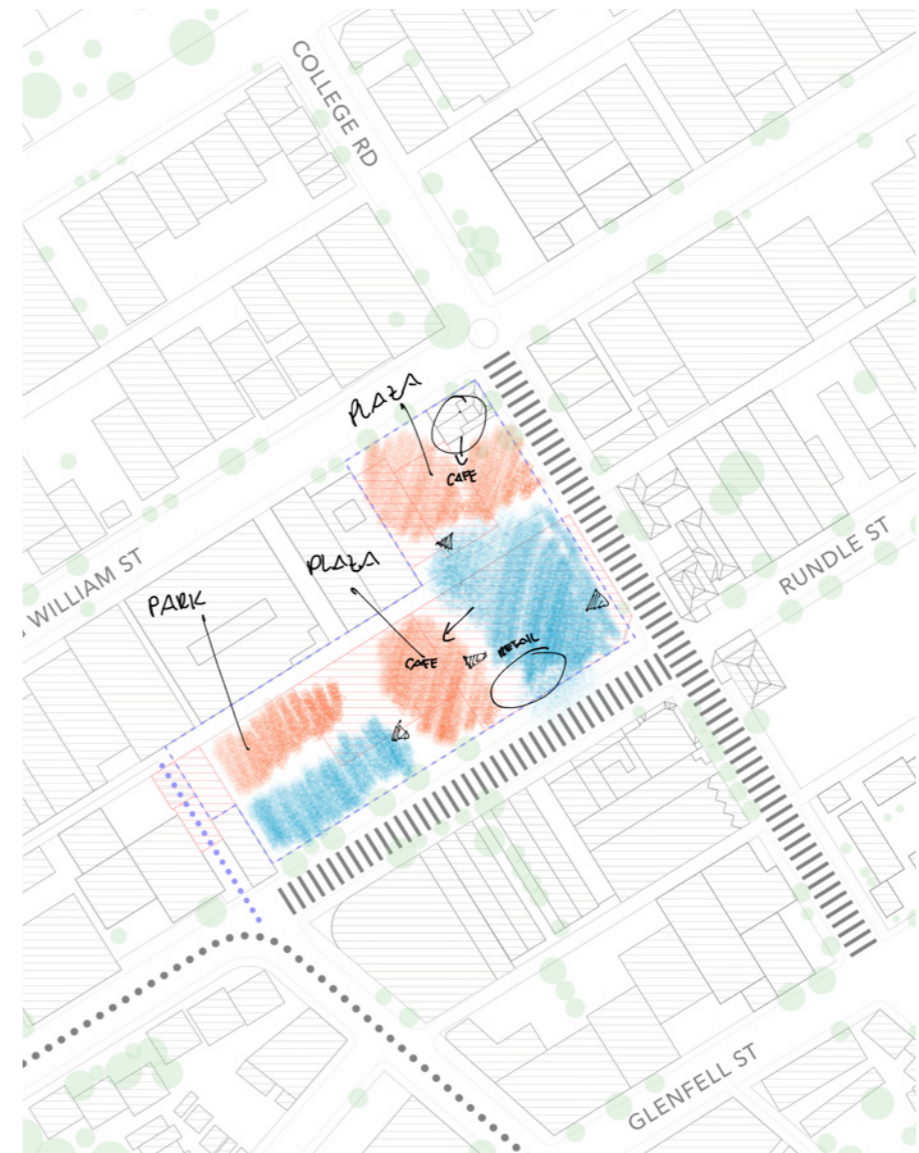 COLLEGE RD
PLAZA
CAFE
PLAZA
WILLIAM ST
RUNDLE ST
PARK
CAFE
RETAIL
GLENFELL ST